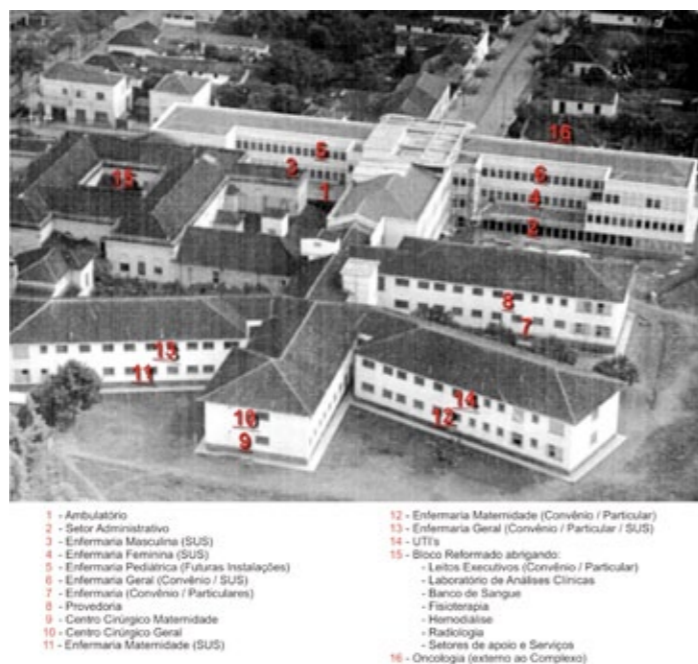 16
5
3
15
6
1
4
2
8
7
13
11
14
10
12
9
1 - Ambulatório
2 - Setor Administrativo
3 - Enfermaria Masculina (SUS)
4 - Enfermaria Feminina (SUS)
5 - Enfermaria Pediátrica (Futuras Instalações)
6 - Enfermaria Geral (Convênio / SUS)
7 - Enfermaria (Convênio / Particulares)
8 - Provedoria
9 - Centro Cirúrgico Maternidade
10 - Centro Cirúrgico Geral
11 - Enfermaria Maternidade (SUS)
12 - Enfermaria Maternidade (Convênio / Particular)
13 - Enfermaria Geral (Convênio / Particular / SUS)
14 - UTI's
15 - Bloco Reformado abrigando:
- Leitos Executivos (Convênio / Particular)
- Laboratório de Análises Clínicas
- Banco de Sangue
- Fisioterapia
- Hemodiálise
- Radiologia
- Setores de apoio e Serviços
16 - Oncologia (externo ao Complexo)